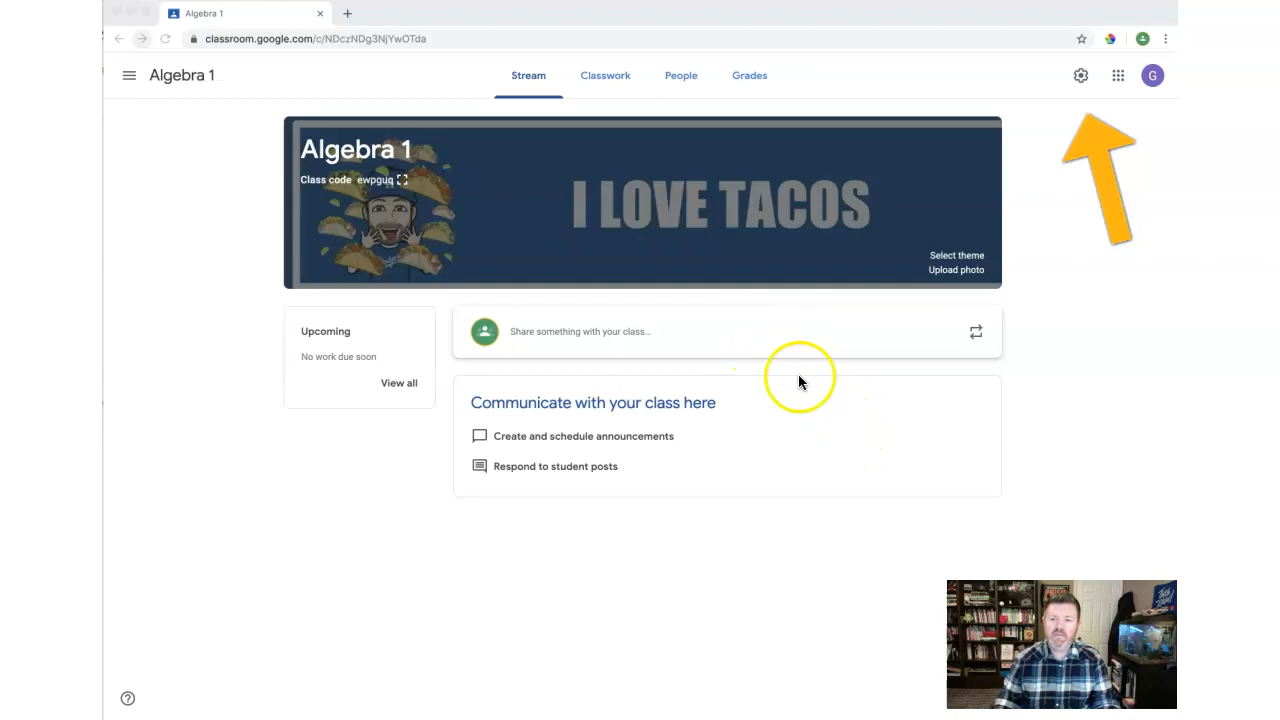 Algebra 1
classroom.google.com/c/NDczNDg3NjYwOTda
Algebra 1
Stream
Classwork
People
Grades
G
Algebra 1
Class code ewpguq
I LOVE TACOS
Select theme
Upload photo
Upcoming
No work due soon
View all
Share something with your class...
Communicate with your class here
Create and schedule announcements
Respond to student posts